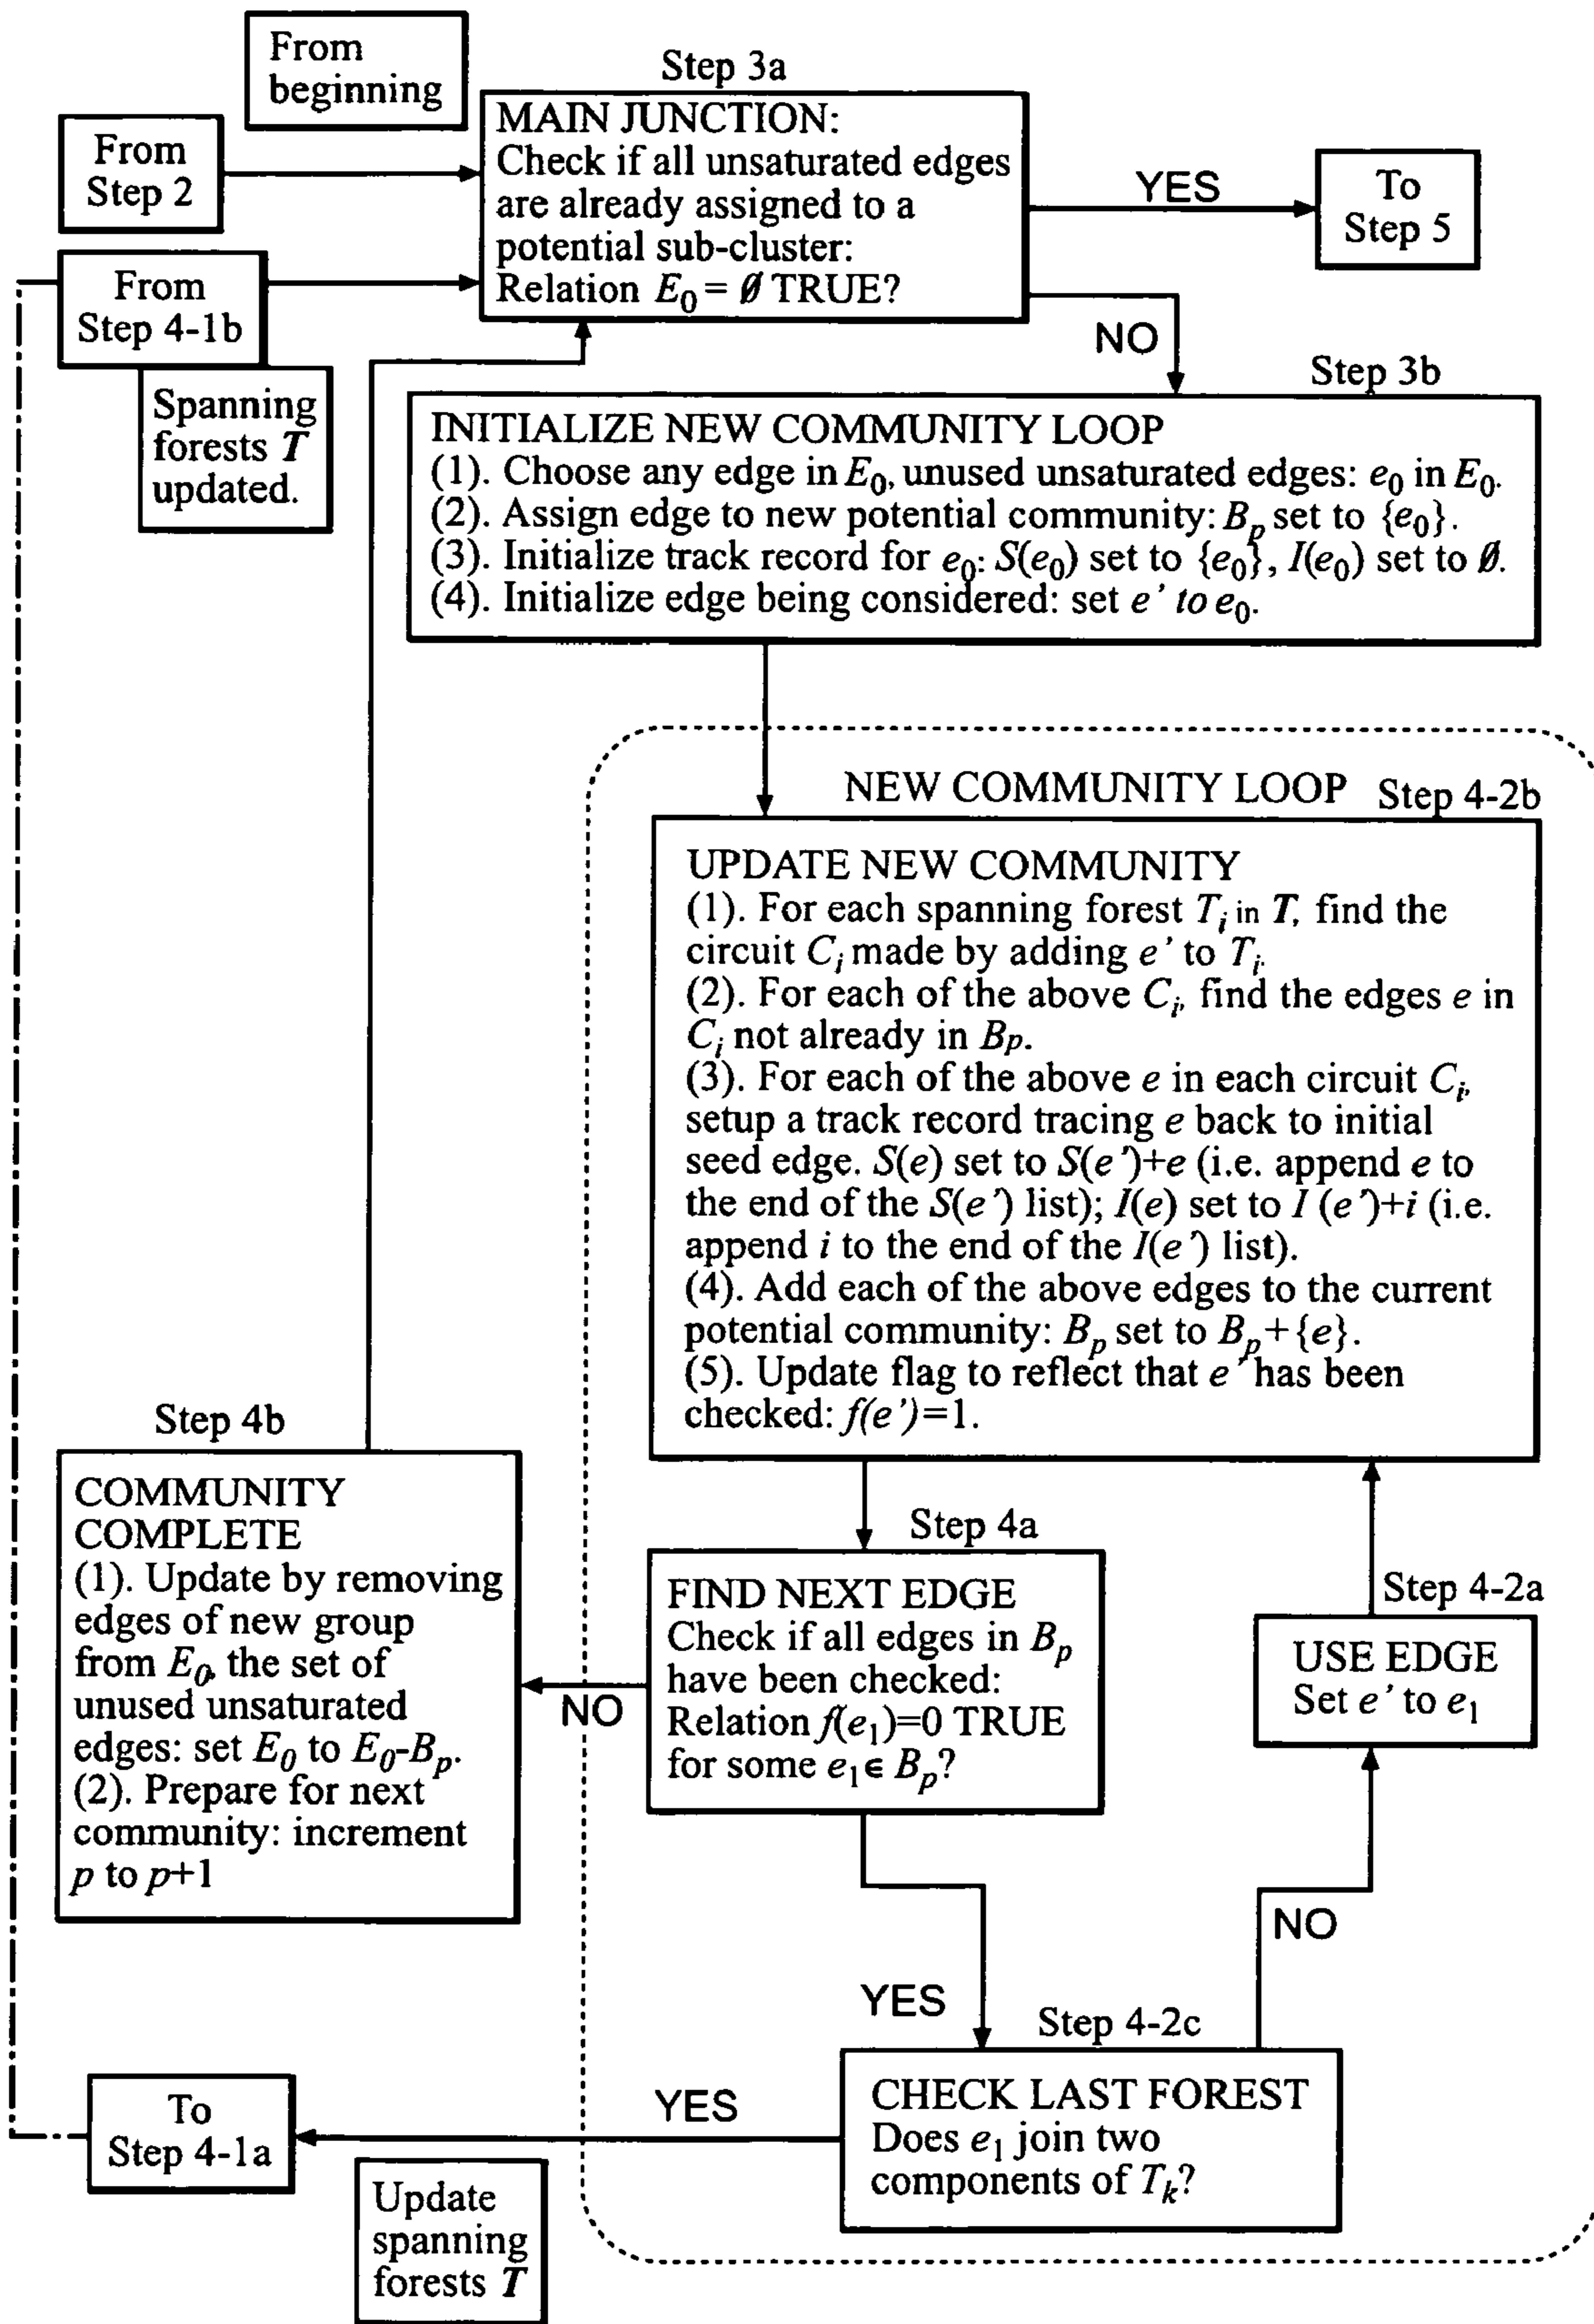 From
beginning
Step 3a
From
Step 2
MAIN JUNCTION:
Check if all unsaturated edges
are already assigned to a
potential sub-cluster:
Relation E₀ = ∅ TRUE?
YES
To
Step 5
From
Step 4-1b
NO
Spanning
forests T
updated.
Step 3b
INITIALIZE NEW COMMUNITY LOOP
(1). Choose any edge in E₀, unused unsaturated edges: e₀ in E₀.
(2). Assign edge to new potential community: Bₚ set to {e₀}.
(3). Initialize track record for e₀: S(e₀) set to {e₀}, I(e₀) set to ∅.
(4). Initialize edge being considered: set e' to e₀.
NEW COMMUNITY LOOP
Step 4-2b
UPDATE NEW COMMUNITY
(1). For each spanning forest Tᵢ in T, find the
circuit Cᵢ made by adding e' to Tᵢ.
(2). For each of the above Cᵢ, find the edges e in
Cᵢ not already in Bₚ.
(3). For each of the above e in each circuit Cᵢ,
setup a track record tracing e back to initial
seed edge. S(e) set to S(e')+e (i.e. append e to
the end of the S(e') list); I(e) set to I (e')+i (i.e.
append i to the end of the I(e') list).
(4). Add each of the above edges to the current
potential community: Bₚ set to Bₚ+{e}.
(5). Update flag to reflect that e' has been
checked: f(e')=1.
Step 4b
COMMUNITY
COMPLETE
(1). Update by removing
edges of new group
from E₀, the set of
unused unsaturated
edges: set E₀ to E₀-Bₚ.
(2). Prepare for next
community: increment
p to p+1
NO
Step 4a
FIND NEXT EDGE
Check if all edges in Bₚ
have been checked:
Relation f(e₁)=0 TRUE
for some e₁ϵ Bₚ?
Step 4-2a
USE EDGE
Set e' to e₁
NO
YES
Step 4-2c
CHECK LAST FOREST
Does e₁ join two
components of Tₖ?
YES
To
Step 4-1a
Update
spanning
forests T